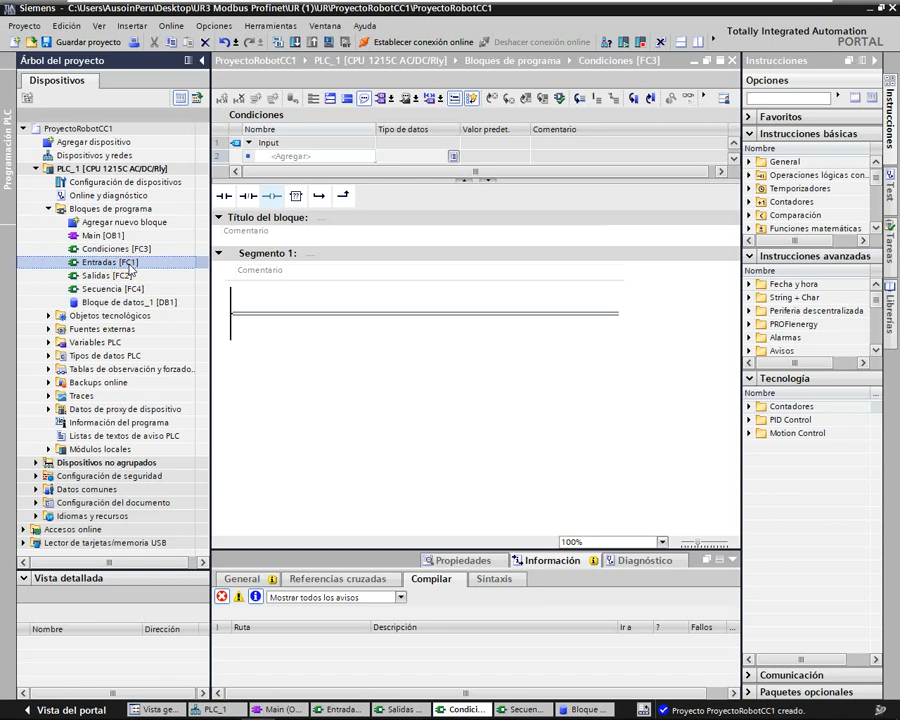 Siemens - C:\Users\AusoinPeru\Desktop\UR3 Modbus Profinet\UR (1)\UR\ProyectoRobotCC1\ProyectoRobotCC1
Proyecto Edición Ver Insertar Online Opciones Herramientas Ventana Ayuda
Guardar proyecto Establecer conexión online Deshacer conexión online
Totally Integrated Automation
PORTAL
Árbol del proyecto
ProyectoRobotCC1 PLC_1 [CPU 1215C AC/DC/Rly] Bloques de programa Condiciones [FC3]
Instrucciones
Dispositivos
Opciones
Programación PLC
ProyectoRobotCC1
Agregar dispositivo
Dispositivos y redes
PLC_1 [CPU 1215C AC/DC/Rly]
Configuración de dispositivos
Online y diagnóstico
Bloques de programa
Agregar nuevo bloque
Main [OB1]
Condiciones [FC3]
Entradas [FC1]
Salidas [FC2]
Secuencia [FC4]
Bloque de datos_1 [DB1]
Objetos tecnológicos
Fuentes externas
Variables PLC
Tipos de datos PLC
Tablas de observación y forzado...
Backups online
Traces
Datos de proxy de dispositivo
Información del programa
Listas de textos de aviso PLC
Módulos locales
Dispositivos no agrupados
Configuración de seguridad
Datos comunes
Configuración del documento
Idiomas y recursos
Accesos online
Lector de tarjetas/memoria USB
Vista detallada
Nombre Dirección
Condiciones
Nombre Tipo de datos Valor predet. Comentario
1 Input
2 <Agregar>
Título del bloque: .....
Comentario
Segmento 1: .....
Comentario
100%
Propiedades Información Diagnóstico
General Referencias cruzadas Compilar Sintaxis
Mostrar todos los avisos
! Ruta Descripción Ir a ? Fallos ...
Favoritos
Instrucciones básicas
Nombre
General
Operaciones lógicas con...
Temporizadores
Contadores
Comparación
Funciones matemáticas
Instrucciones avanzadas
Nombre
Fecha y hora
String + Char
Periferia descentralizada
PROFIenergy
Alarmas
Avisos
Tecnología
Nombre ...
Contadores
PID Control
Motion Control
Comunicación
Paquetes opcionales
Instrucciones
Test
Tareas
Librerías
Vista del portal Vista ge... PLC_1 Main (O... Entrada... Salidas ... Condici... Secuen... Bloque ... Proyecto ProyectoRobotCC1 creado.